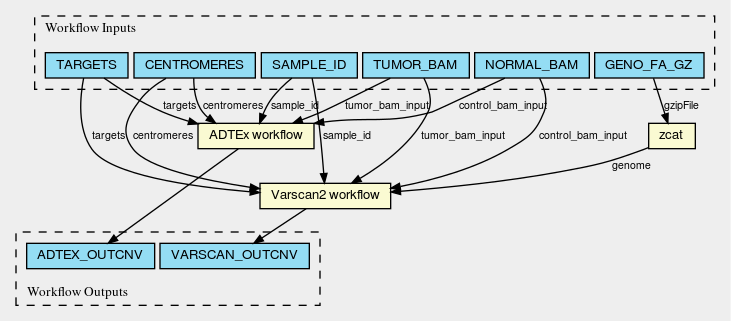 Workflow Inputs
TARGETS CENTROMERES SAMPLE_ID TUMOR_BAM NORMAL_BAM GENO_FA_GZ
targets centromeres sample_id tumor_bam_input control_bam_input gzipFile
ADTEx workflow zcat
targets centromeres sample_id tumor_bam_input control_bam_input
genome
Varscan2 workflow
ADTEX_OUTCNV VARSCAN_OUTCNV
Workflow Outputs